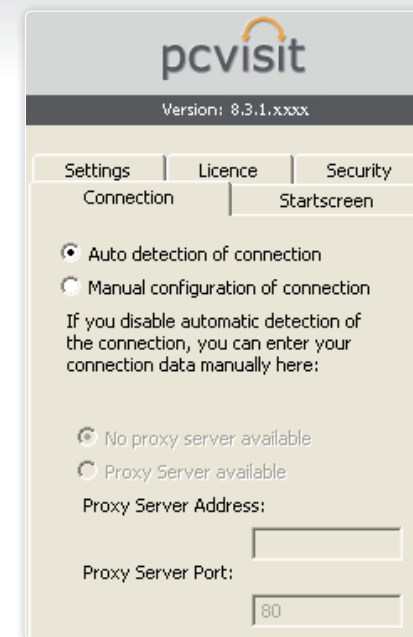 pcvisit
Version: 8.3.1.xxxx
Settings Licence Security
Connection Startscreen
Auto detection of connection
Manual configuration of connection
If you disable automatic detection of
the connection, you can enter your
connection data manually here:
No proxy server available
Proxy Server available
Proxy Server Address:
Proxy Server Port:
80